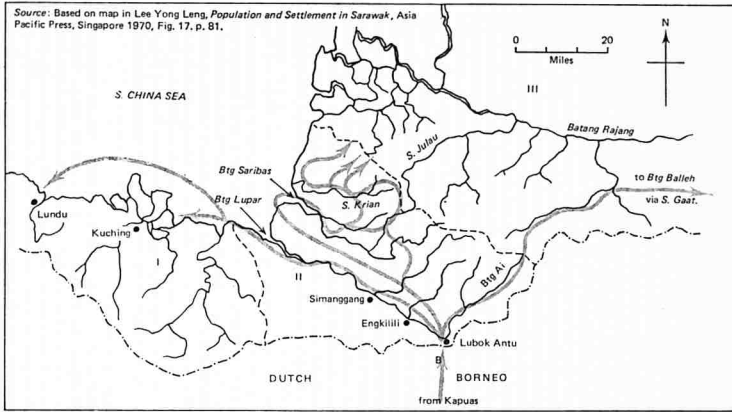 Source: Based on map in Lee Yong Leng, Population and Settlement in Sarawak, Asia
Pacific Press, Singapore 1970, Fig. 17. p. 81.
N
0 20
Miles
III
S. CHINA SEA
Batang Rajang
S. Julau
Btg Saribas
to Btg Balleh
via S. Gaat.
Btg Lupar
S. Krian
Lundu
Kuching
I
II
Btg Ai
Simanggang
Engkilili
Lubok Antu
B
DUTCH BORNEO
from Kapuas